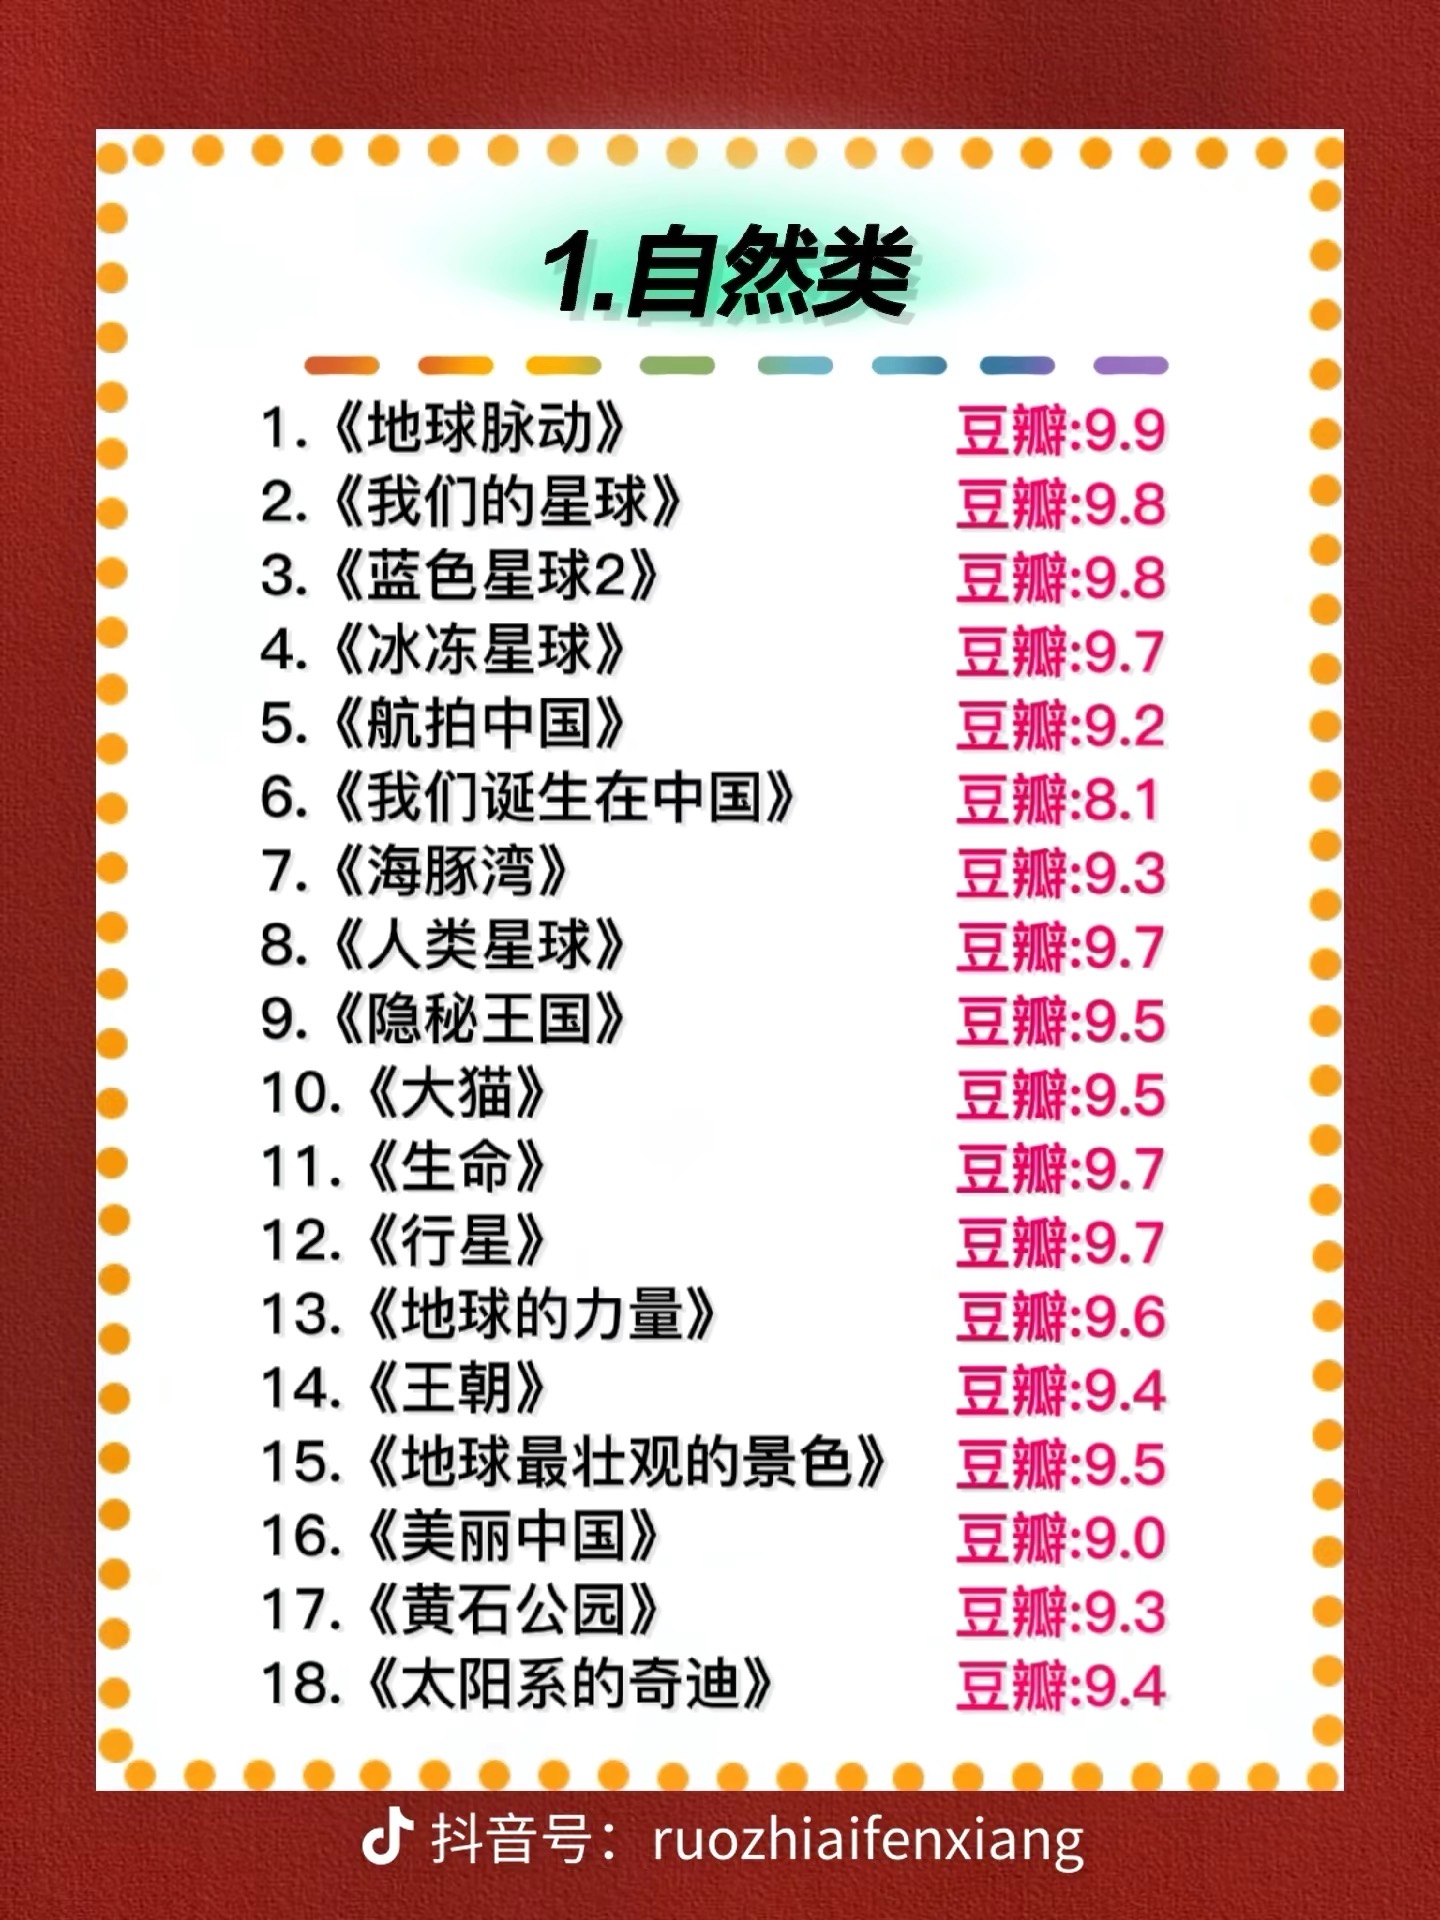 1.自然类
1.《地球脉动》 豆瓣:9.9
2.《我们的星球》 豆瓣:9.8
3.《蓝色星球2》 豆瓣:9.8
4.《冰冻星球》 豆瓣:9.7
5.《航拍中国》 豆瓣:9.2
6.《我们诞生在中国》 豆瓣:8.1
7.《海豚湾》 豆瓣:9.3
8.《人类星球》 豆瓣:9.7
9.《隐秘王国》 豆瓣:9.5
10.《大猫》 豆瓣:9.5
11.《生命》 豆瓣:9.7
12.《行星》 豆瓣:9.7
13.《地球的力量》 豆瓣:9.6
14.《王朝》 豆瓣:9.4
15.《地球最壮观的景色》 豆瓣:9.5
16.《美丽中国》 豆瓣:9.0
17.《黄石公园》 豆瓣:9.3
18.《太阳系的奇迪》 豆瓣:9.4
抖音号：ruozhiaifenxiang